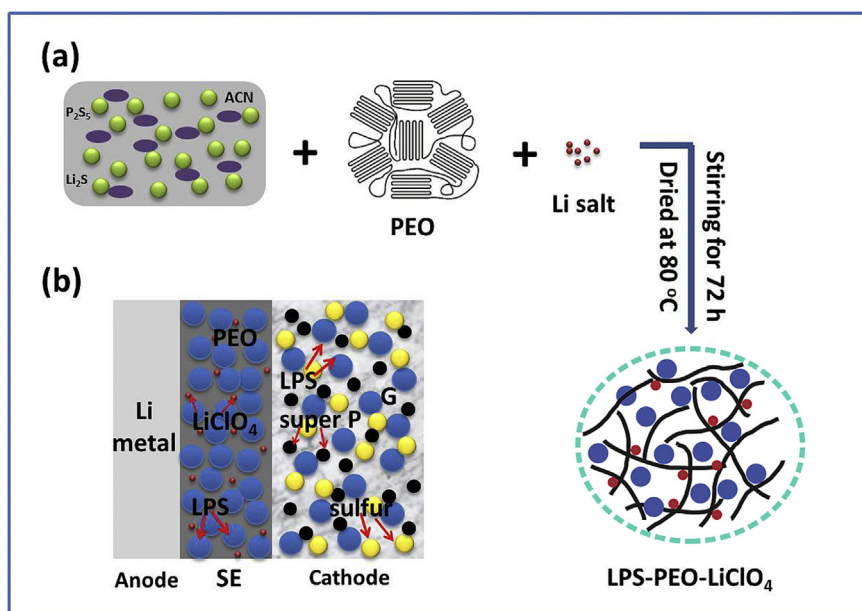 (a)
P₂S₅
ACN
Li₂S
+
+
PEO
Li salt
Stirring for 72 h
Dried at 80 °C
(b)
Li
metal
PEO
LiClO₄
LPS
LPS
G
super P
sulfur
Anode
SE
Cathode
LPS-PEO-LiClO₄